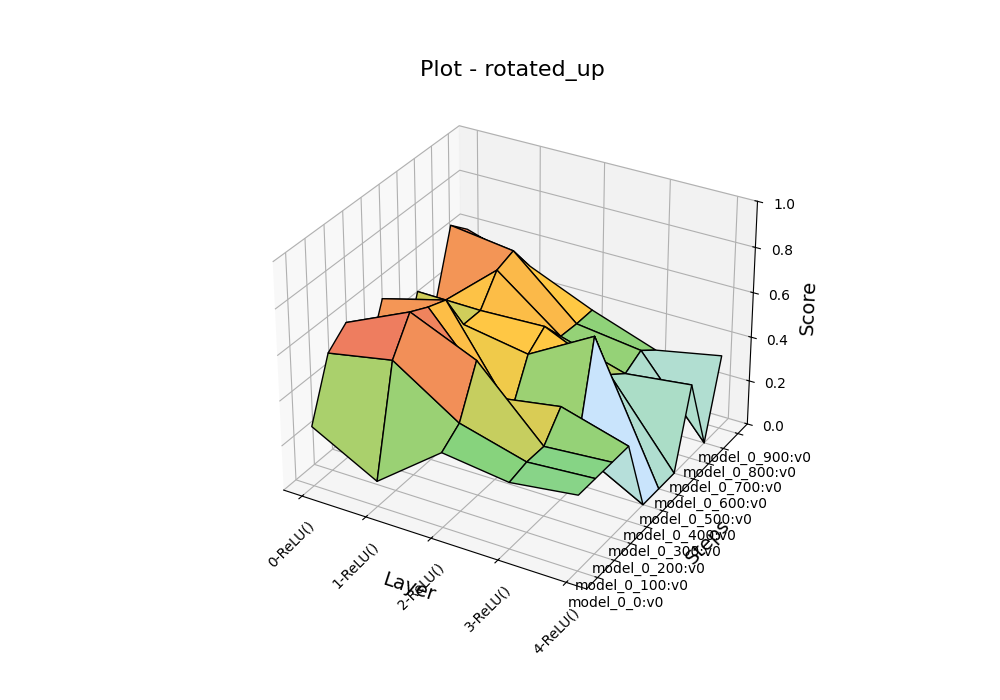 Plot - rotated_up
1.0
0.8
0.6
0.4
0.2
0.0
Score
model_0_900:v0
model_0_800:v0
model_0_700:v0
model_0_600:v0
model_0_500:v0
model_0_400:v0
model_0_300:v0
model_0_200:v0
model_0_100:v0
model_0_0:v0
Steps
0-ReLU()
1-ReLU()
2-ReLU()
3-ReLU()
4-ReLU()
Layer